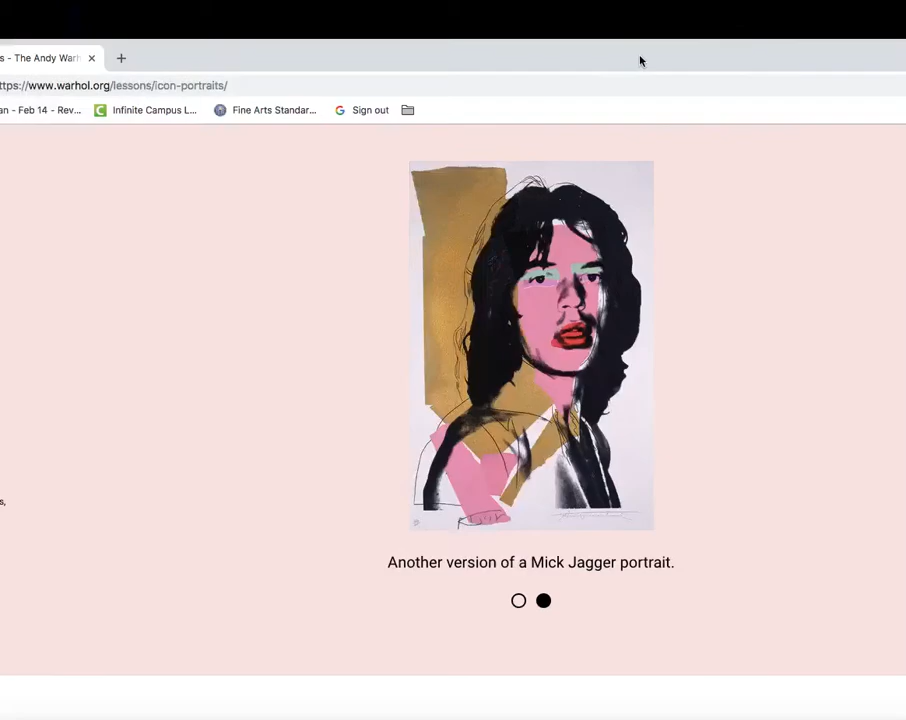 s - The Andy Warh
ttps://www.warhol.org/lessons/icon-portraits/
an - Feb 14 - Rev... Infinite Campus L... Fine Arts Standar... Sign out
s,
Another version of a Mick Jagger portrait.